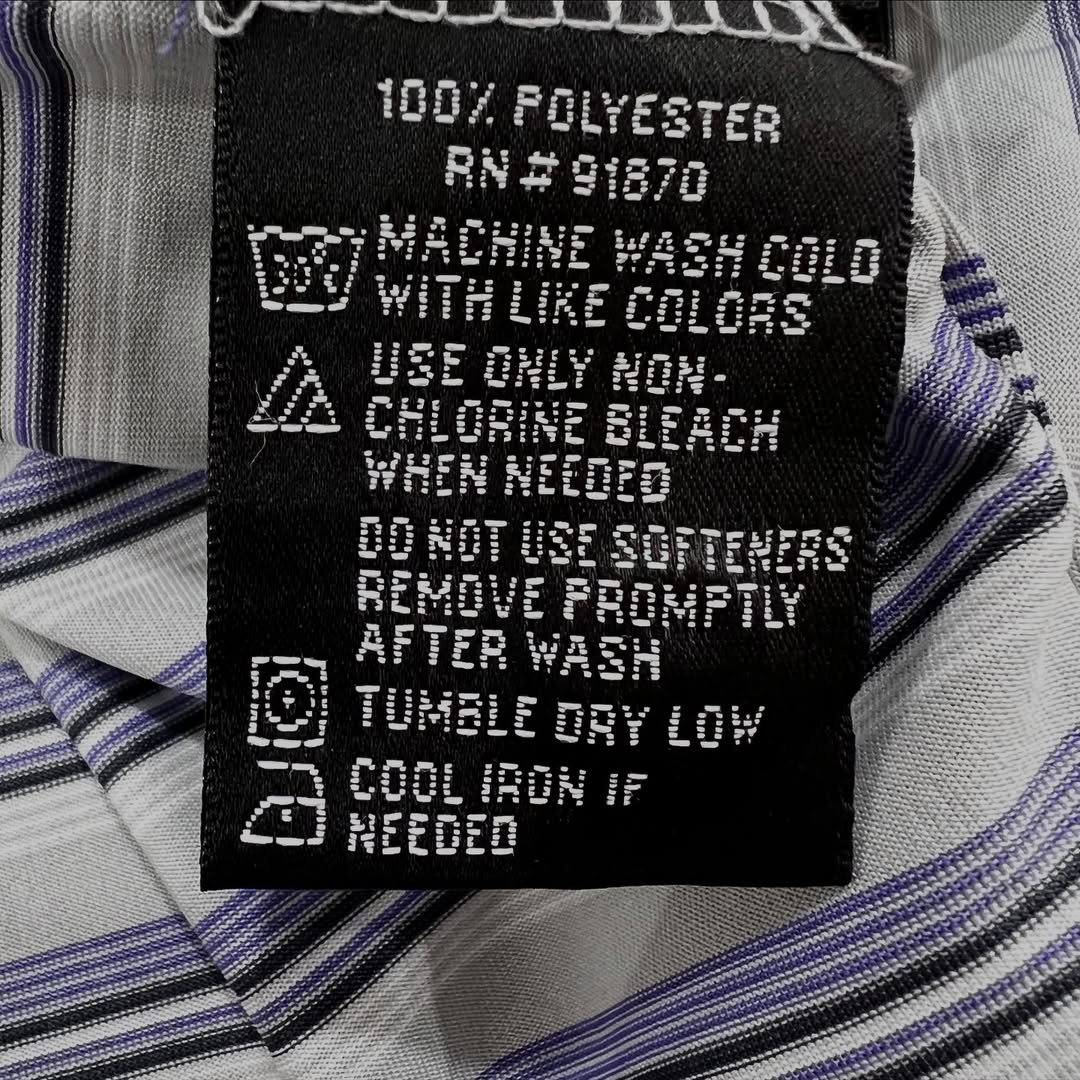 100% POLYESTER
RN # 91870
MACHINE WASH COLD
WITH LIKE COLORS
USE ONLY NON-
CHLORINE BLEACH
WHEN NEEDED
DO NOT USE SOFTENERS
REMOVE PROMPTLY
AFTER WASH
TUMBLE DRY LOW
COOL IRON IF
NEEDED